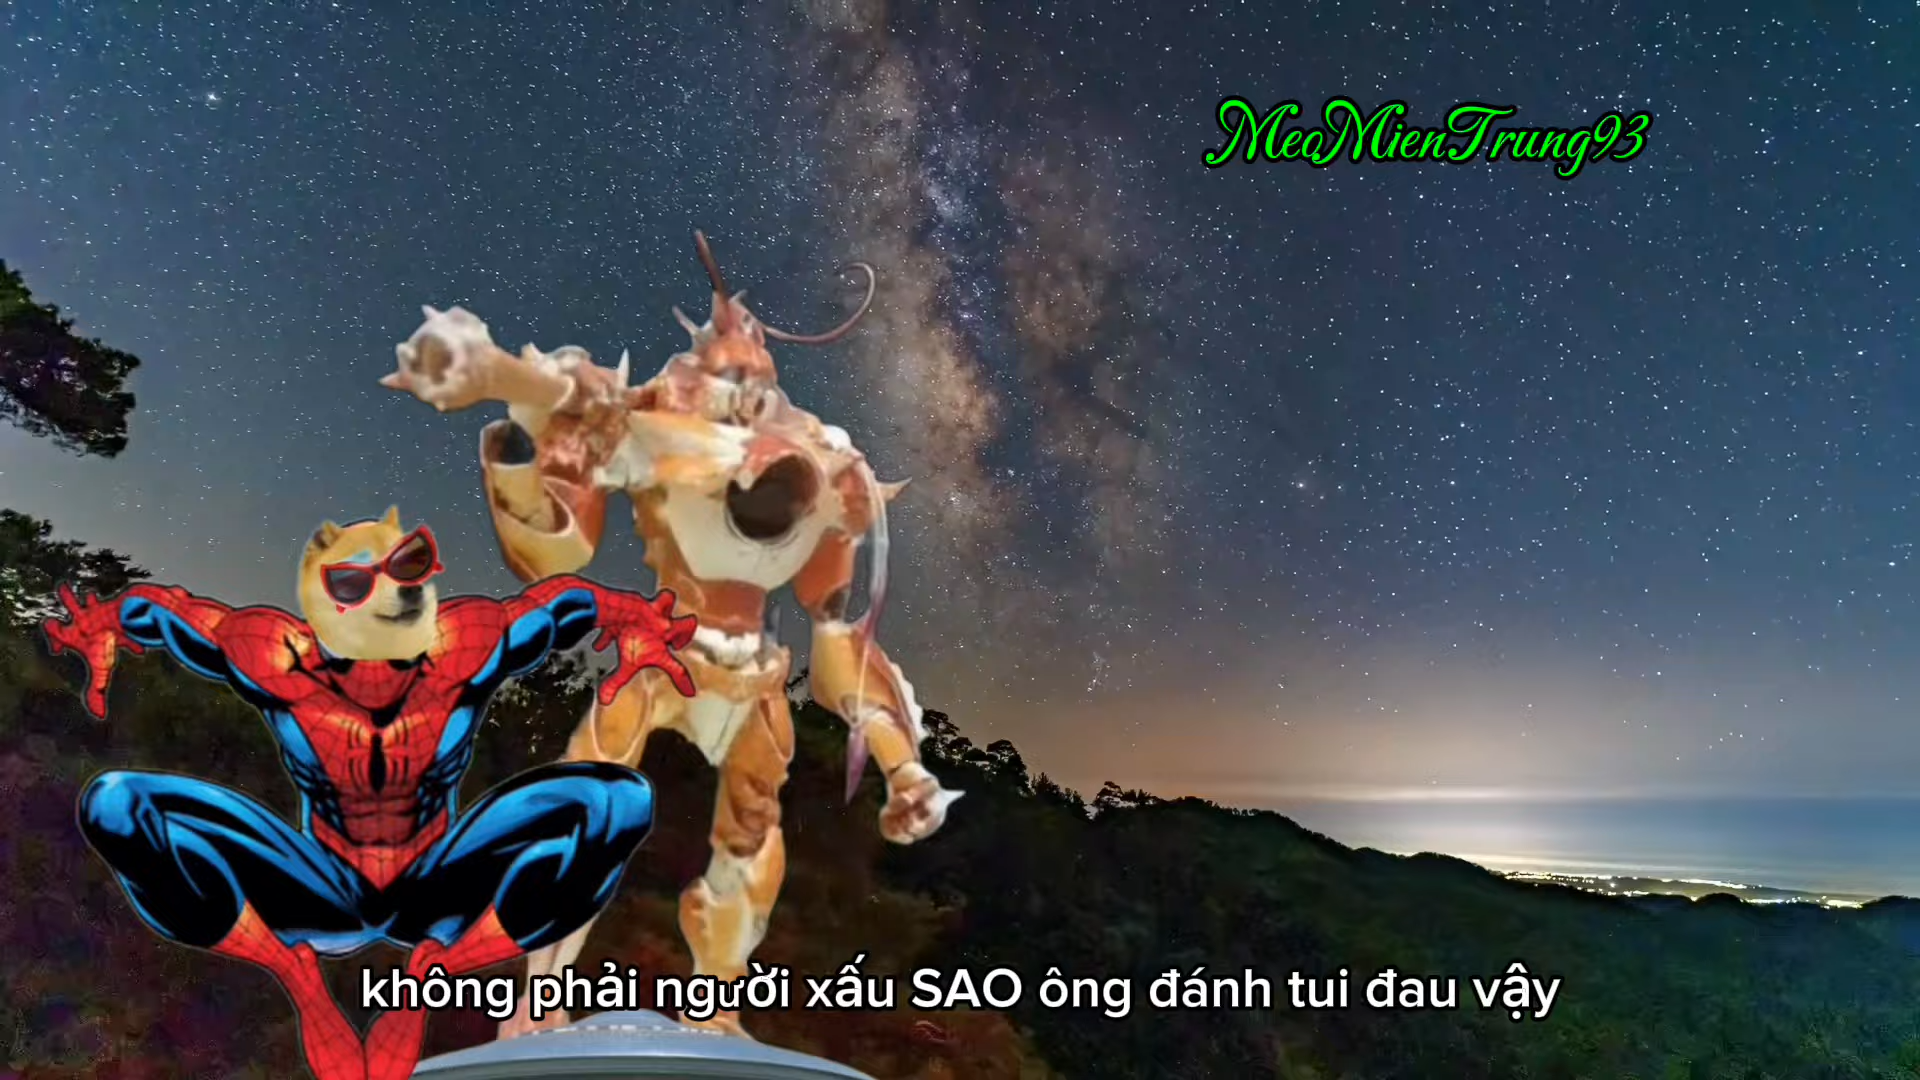 MeoMienTrung93
không phải người xấu SAO ông đánh tui đau vậy